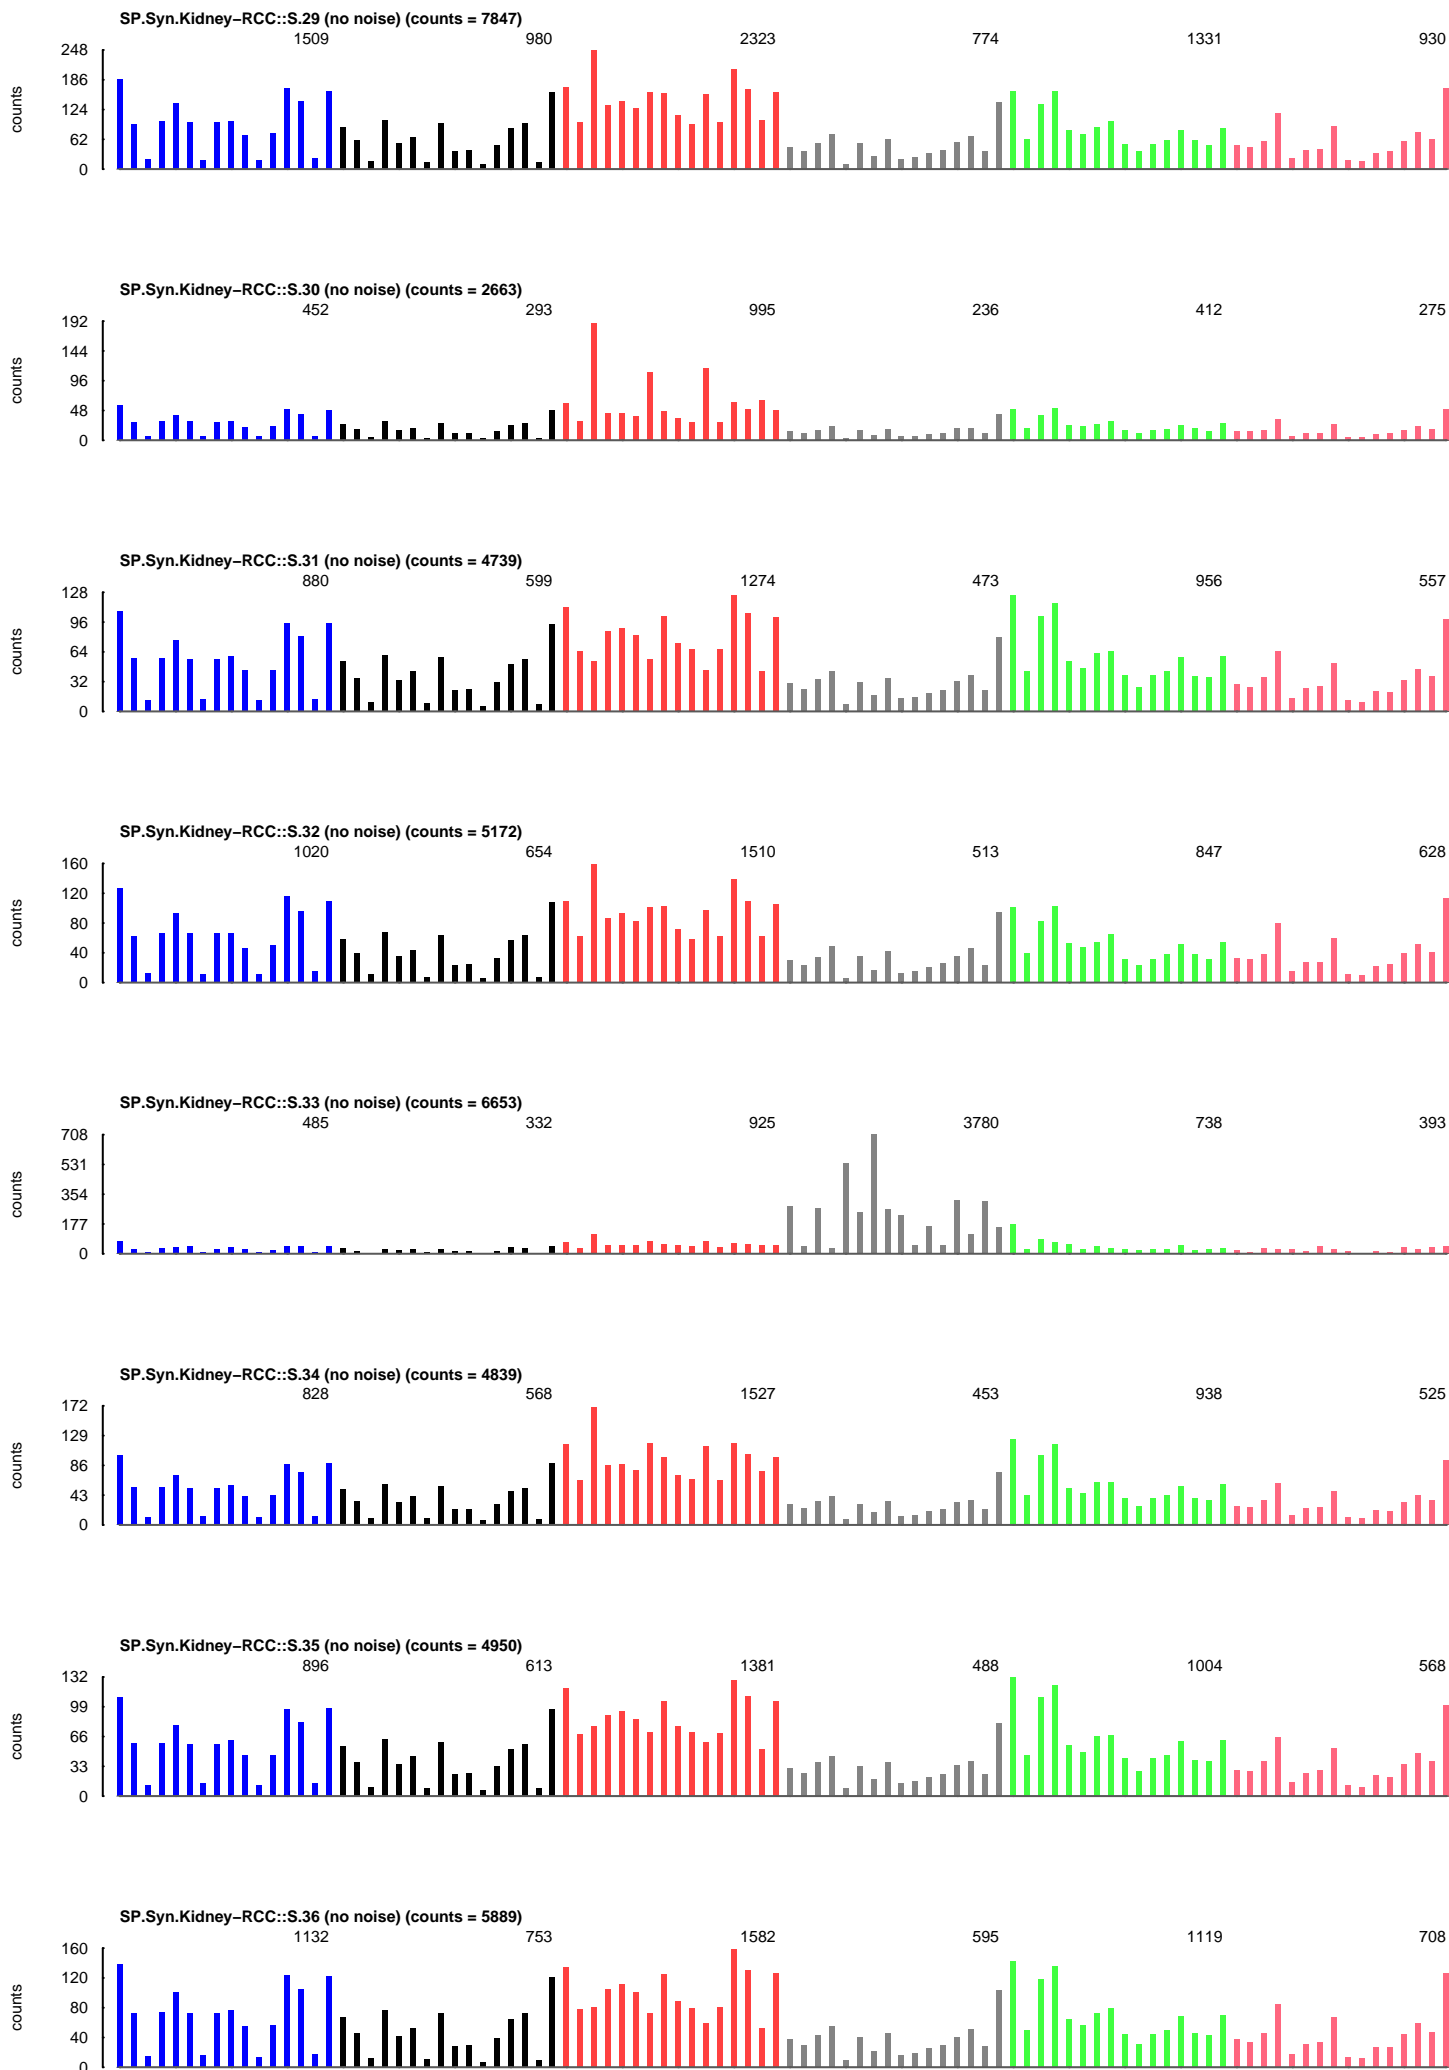 SP.Syn.Kidney−RCC::S.29 (no noise) (counts = 7847)
1509 980 2323 774 1331 930
248
186
124
62
0
counts
SP.Syn.Kidney−RCC::S.30 (no noise) (counts = 2663)
452 293 995 236 412 275
192
144
96
48
0
counts
SP.Syn.Kidney−RCC::S.31 (no noise) (counts = 4739)
880 599 1274 473 956 557
128
96
64
32
0
counts
SP.Syn.Kidney−RCC::S.32 (no noise) (counts = 5172)
1020 654 1510 513 847 628
160
120
80
40
0
counts
SP.Syn.Kidney−RCC::S.33 (no noise) (counts = 6653)
485 332 925 3780 738 393
708
531
354
177
0
counts
SP.Syn.Kidney−RCC::S.34 (no noise) (counts = 4839)
828 568 1527 453 938 525
172
129
86
43
0
counts
SP.Syn.Kidney−RCC::S.35 (no noise) (counts = 4950)
896 613 1381 488 1004 568
132
99
66
33
0
counts
SP.Syn.Kidney−RCC::S.36 (no noise) (counts = 5889)
1132 753 1582 595 1119 708
160
120
80
40
0
counts